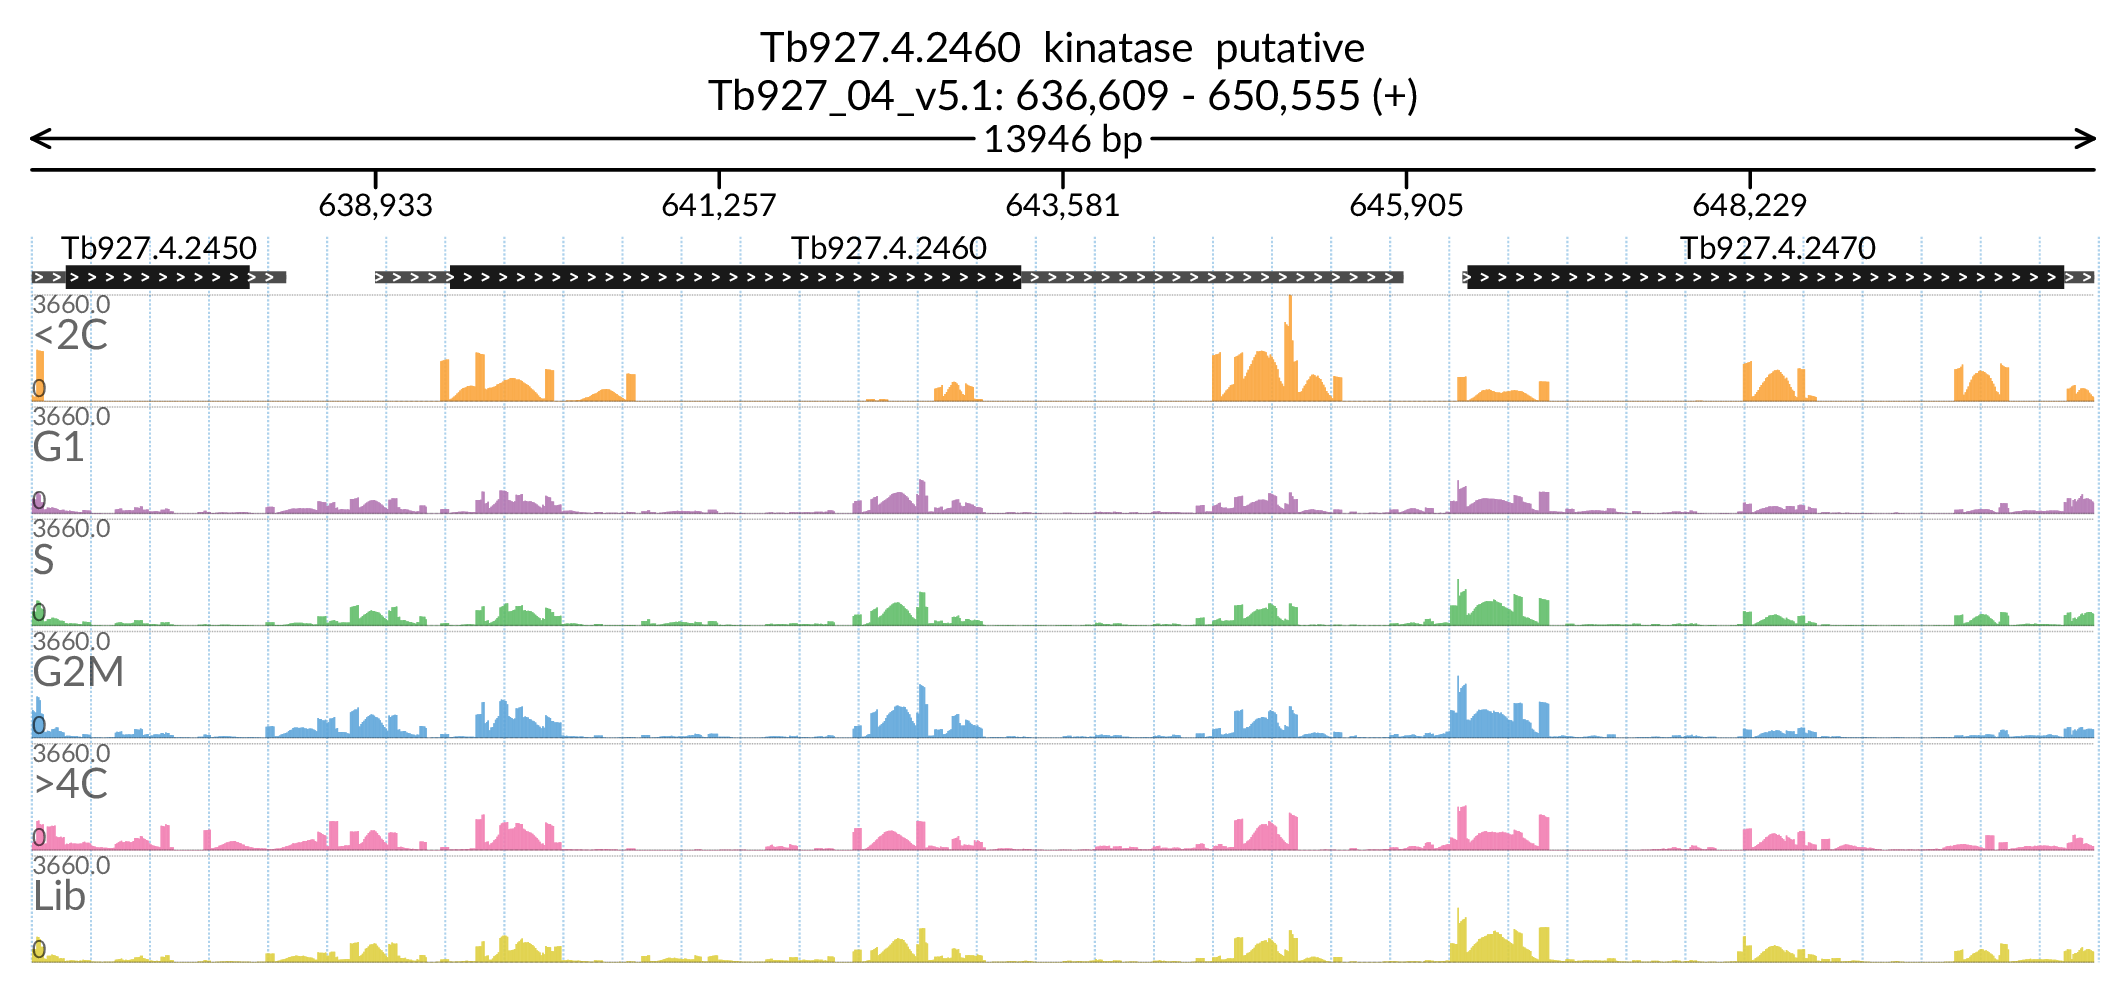 Tb927.4.2460 kinatase putative
Tb927_04_v5.1: 636,609 - 650,555 (+)
13946 bp
638,933 641,257 643,581 645,905 648,229
Tb927.4.2450 Tb927.4.2460 Tb927.4.2470
3660.0
<2C
0
3660.0
G1
0
3660.0
S
0
3660.0
G2M
0
3660.0
>4C
0
3660.0
Lib
0